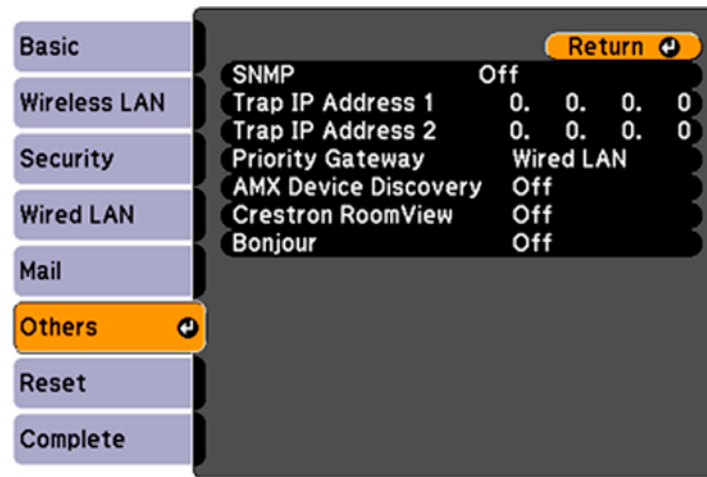 Basic
Wireless LAN
Security
Wired LAN
Mail
Others
Reset
Complete
Return
SNMP Off
Trap IP Address 1 0. 0. 0. 0
Trap IP Address 2 0. 0. 0. 0
Priority Gateway Wired LAN
AMX Device Discovery Off
Crestron RoomView Off
Bonjour Off